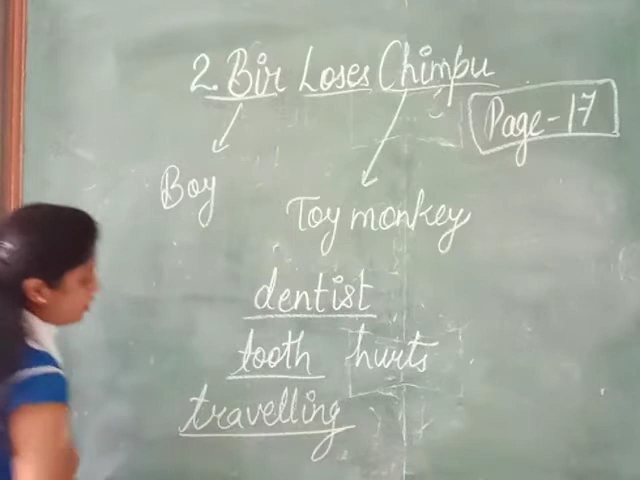 2. Bir Loses Chimpu
Page-17
Boy
Toy monkey
dentist
tooth hurts
travelling